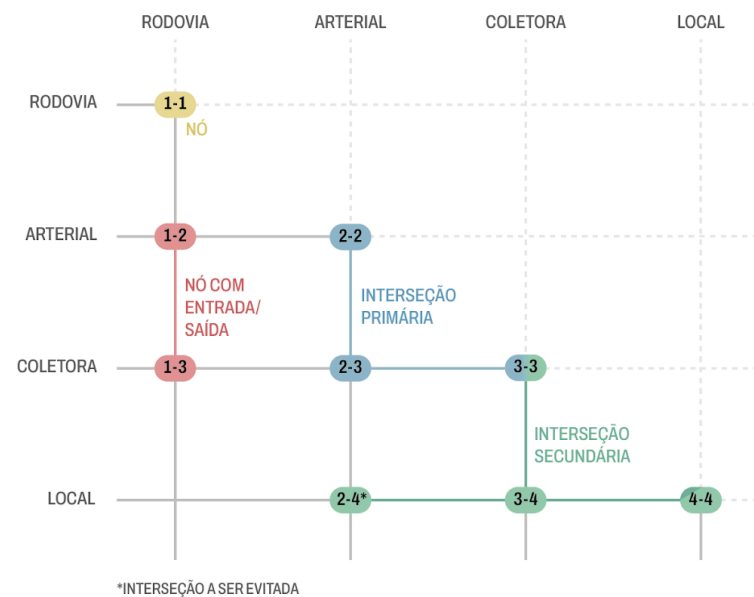 RODOVIA ARTERIAL COLETORA LOCAL
RODOVIA 1-1
NÓ
ARTERIAL 1-2 2-2
NÓ COM
ENTRADA/
SAÍDA
INTERSEÇÃO
PRIMÁRIA
COLETORA 1-3 2-3 3-3
INTERSEÇÃO
SECUNDÁRIA
LOCAL 2-4* 3-4 4-4
*INTERSEÇÃO A SER EVITADA